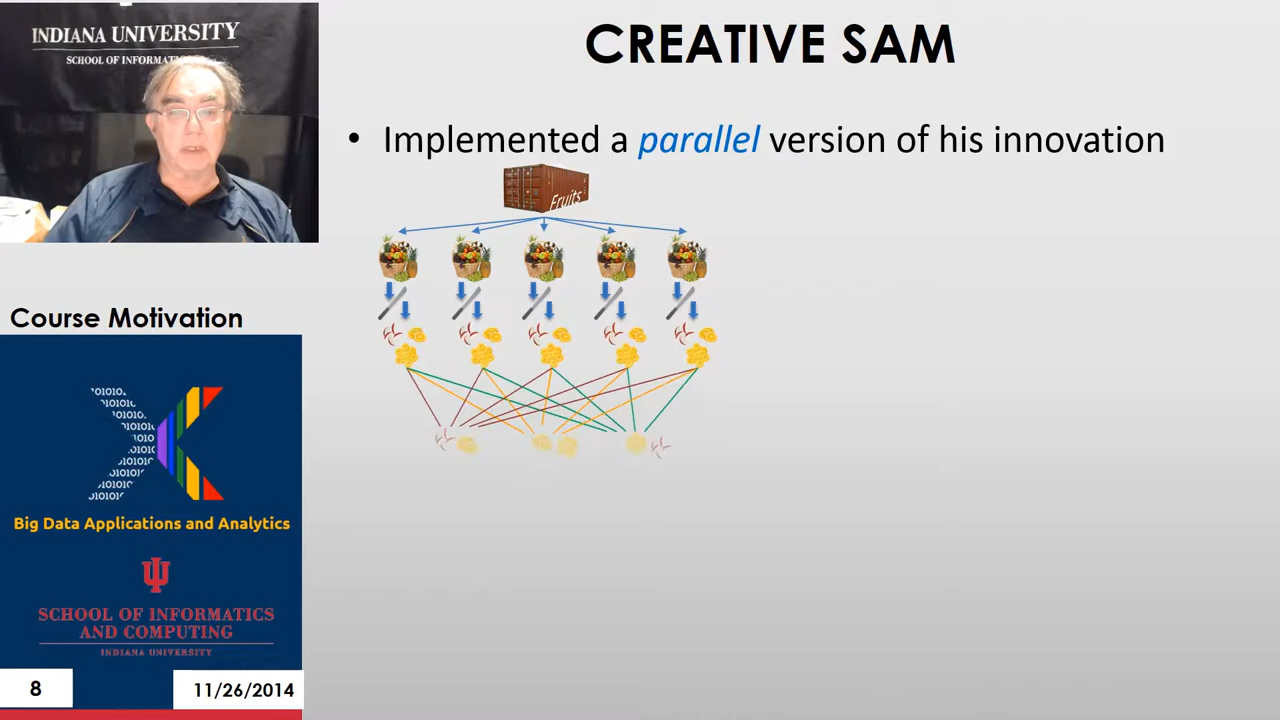 INDIANA UNIVERSITY
SCHOOL OF INFORMATI
CREATIVE SAM
• Implemented a parallel version of his innovation
Fruits
Course Motivation
Big Data Applications and Analytics
SCHOOL OF INFORMATICS
AND COMPUTING
INDIANA UNIVERSITY
8
11/26/2014